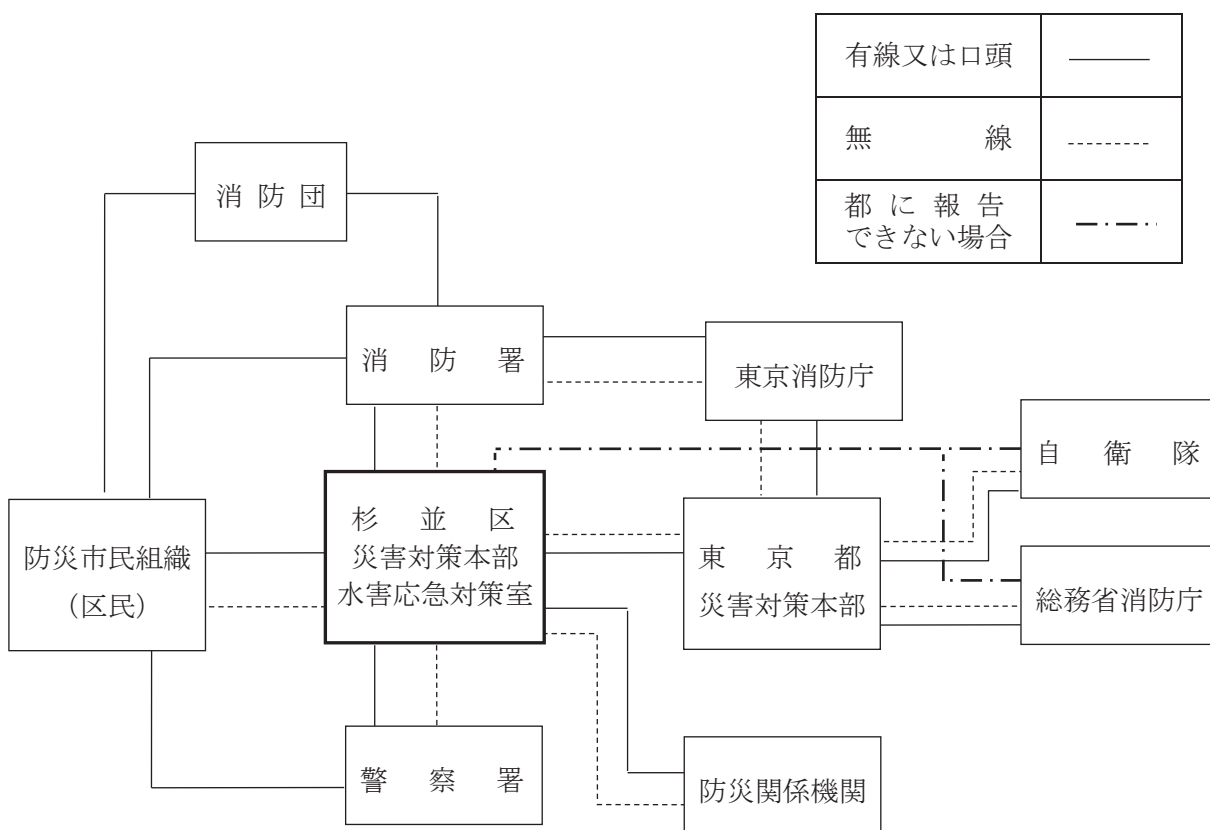 有線又は口頭
無線
都に報告
できない場合
消防団
消防署
東京消防庁
自衛隊
杉並区
災害対策本部
水害応急対策室
防災市民組織
（区民）
東京都
災害対策本部
総務省消防庁
警察署
防災関係機関